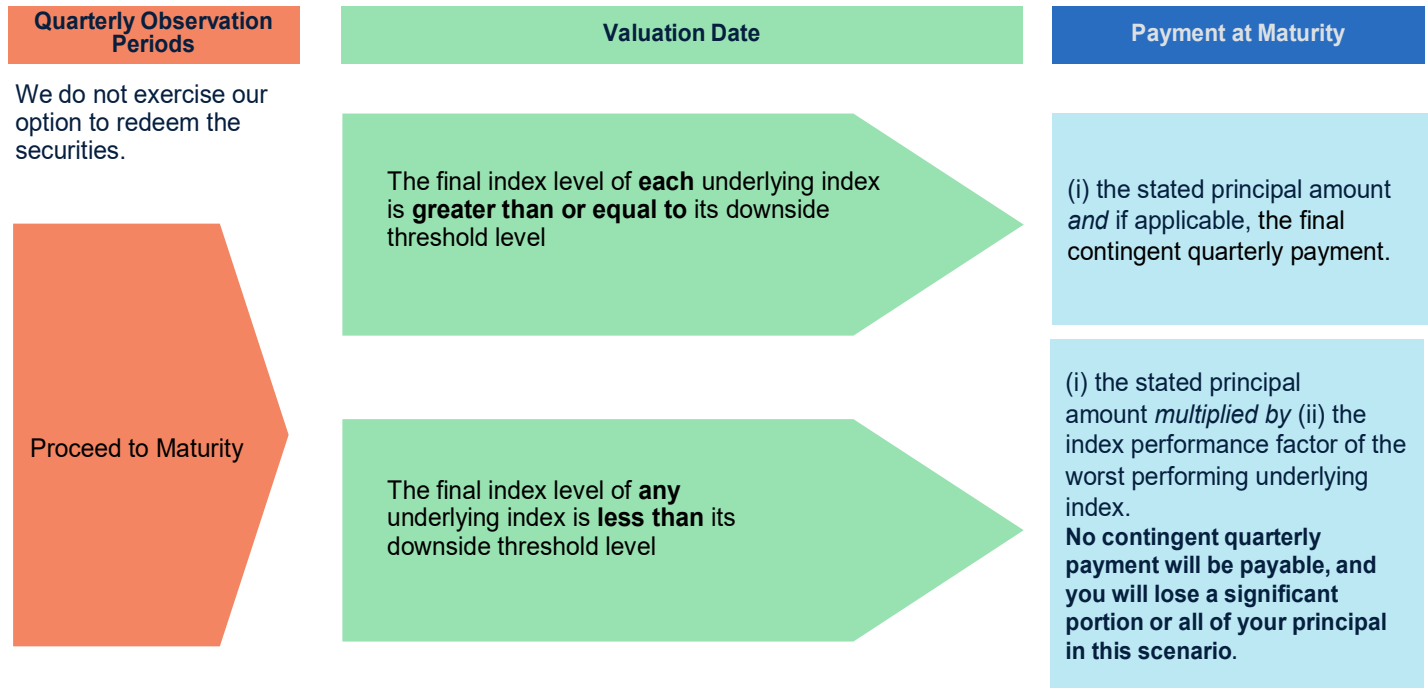 Quarterly Observation
Periods
Valuation Date
Payment at Maturity
We do not exercise our
option to redeem the
securities.
Proceed to Maturity
The final index level of each underlying index
is greater than or equal to its downside
threshold level
(i) the stated principal amount
and if applicable, the final
contingent quarterly payment.
The final index level of any
underlying index is less than its
downside threshold level
(i) the stated principal
amount multiplied by (ii) the
index performance factor of the
worst performing underlying
index.
No contingent quarterly
payment will be payable, and
you will lose a significant
portion or all of your principal
in this scenario.